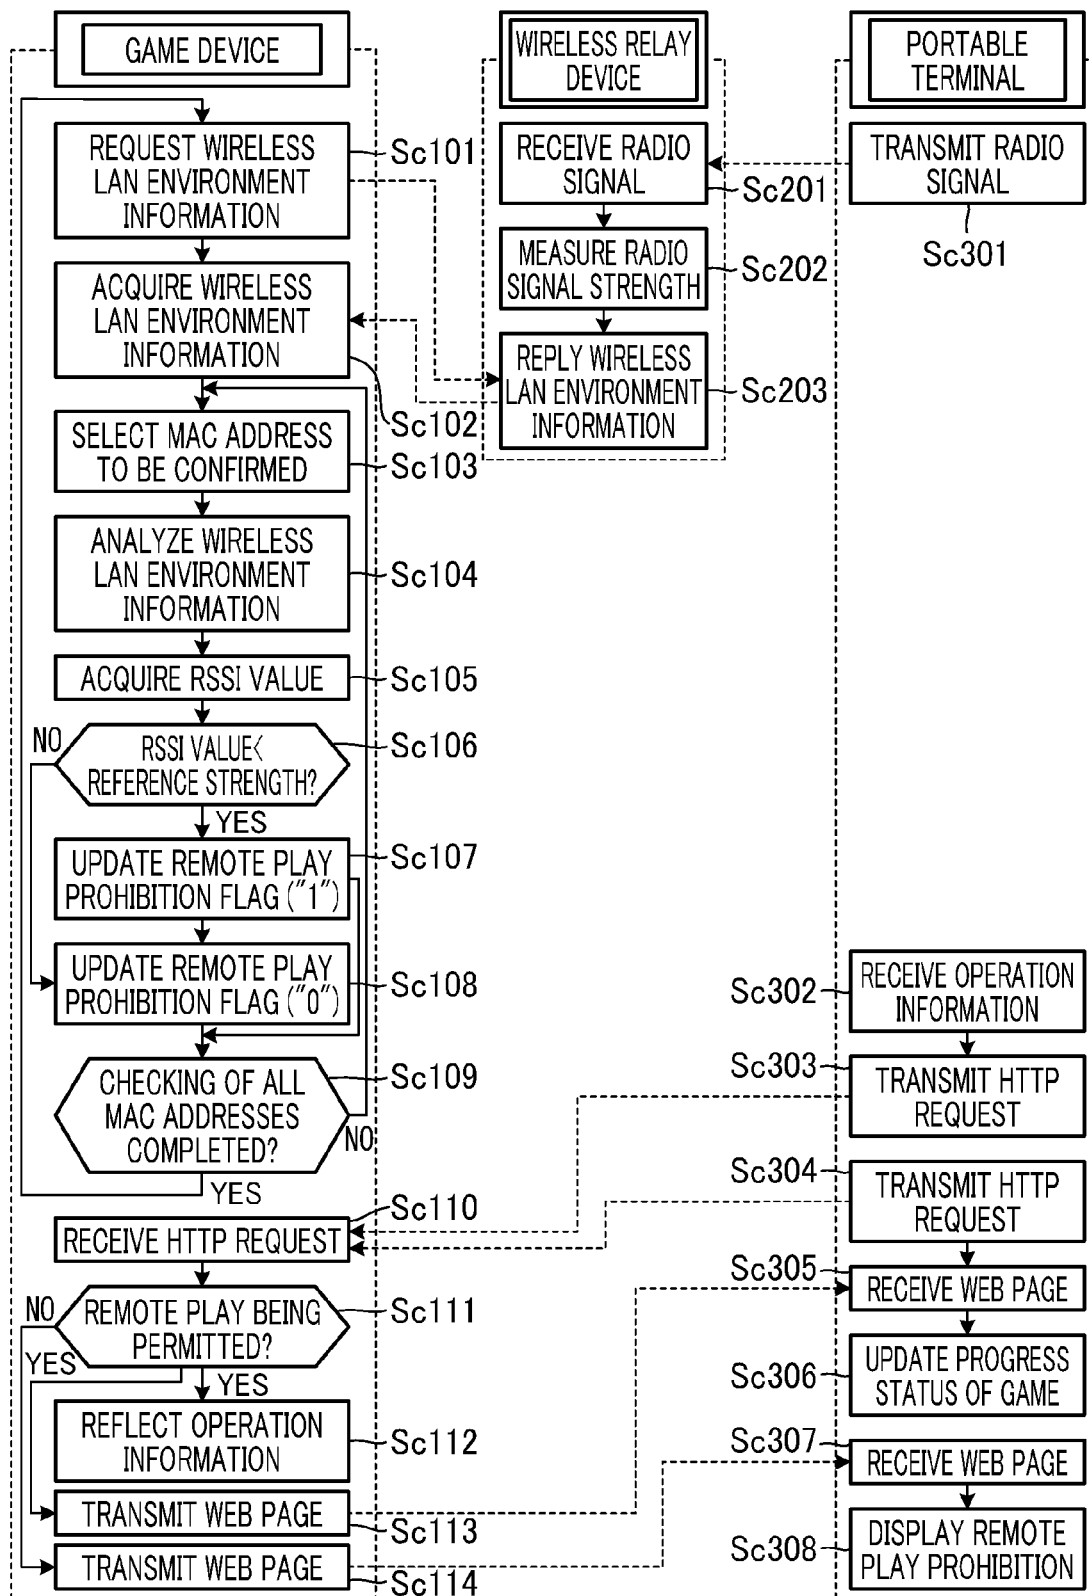 GAME DEVICE
REQUEST WIRELESS
LAN ENVIRONMENT
INFORMATION
Sc101
ACQUIRE WIRELESS
LAN ENVIRONMENT
INFORMATION
Sc102
SELECT MAC ADDRESS
TO BE CONFIRMED
Sc103
ANALYZE WIRELESS
LAN ENVIRONMENT
INFORMATION
Sc104
ACQUIRE RSSI VALUE
Sc105
RSSI VALUE<
REFERENCE STRENGTH?
Sc106
NO
YES
UPDATE REMOTE PLAY
PROHIBITION FLAG ("1")
Sc107
UPDATE REMOTE PLAY
PROHIBITION FLAG ("0")
Sc108
CHECKING OF ALL
MAC ADDRESSES
COMPLETED?
Sc109
NO
YES
RECEIVE HTTP REQUEST
Sc110
REMOTE PLAY BEING
PERMITTED?
Sc111
NO
YES
YES
REFLECT OPERATION
INFORMATION
Sc112
TRANSMIT WEB PAGE
Sc113
TRANSMIT WEB PAGE
Sc114
WIRELESS RELAY
DEVICE
RECEIVE RADIO
SIGNAL
Sc201
MEASURE RADIO
SIGNAL STRENGTH
Sc202
REPLY WIRELESS
LAN ENVIRONMENT
INFORMATION
Sc203
PORTABLE
TERMINAL
TRANSMIT RADIO
SIGNAL
Sc301
Sc302
RECEIVE OPERATION
INFORMATION
Sc303
TRANSMIT HTTP
REQUEST
Sc304
TRANSMIT HTTP
REQUEST
Sc305
RECEIVE WEB PAGE
Sc306
UPDATE PROGRESS
STATUS OF GAME
Sc307
RECEIVE WEB PAGE
Sc308
DISPLAY REMOTE
PLAY PROHIBITION